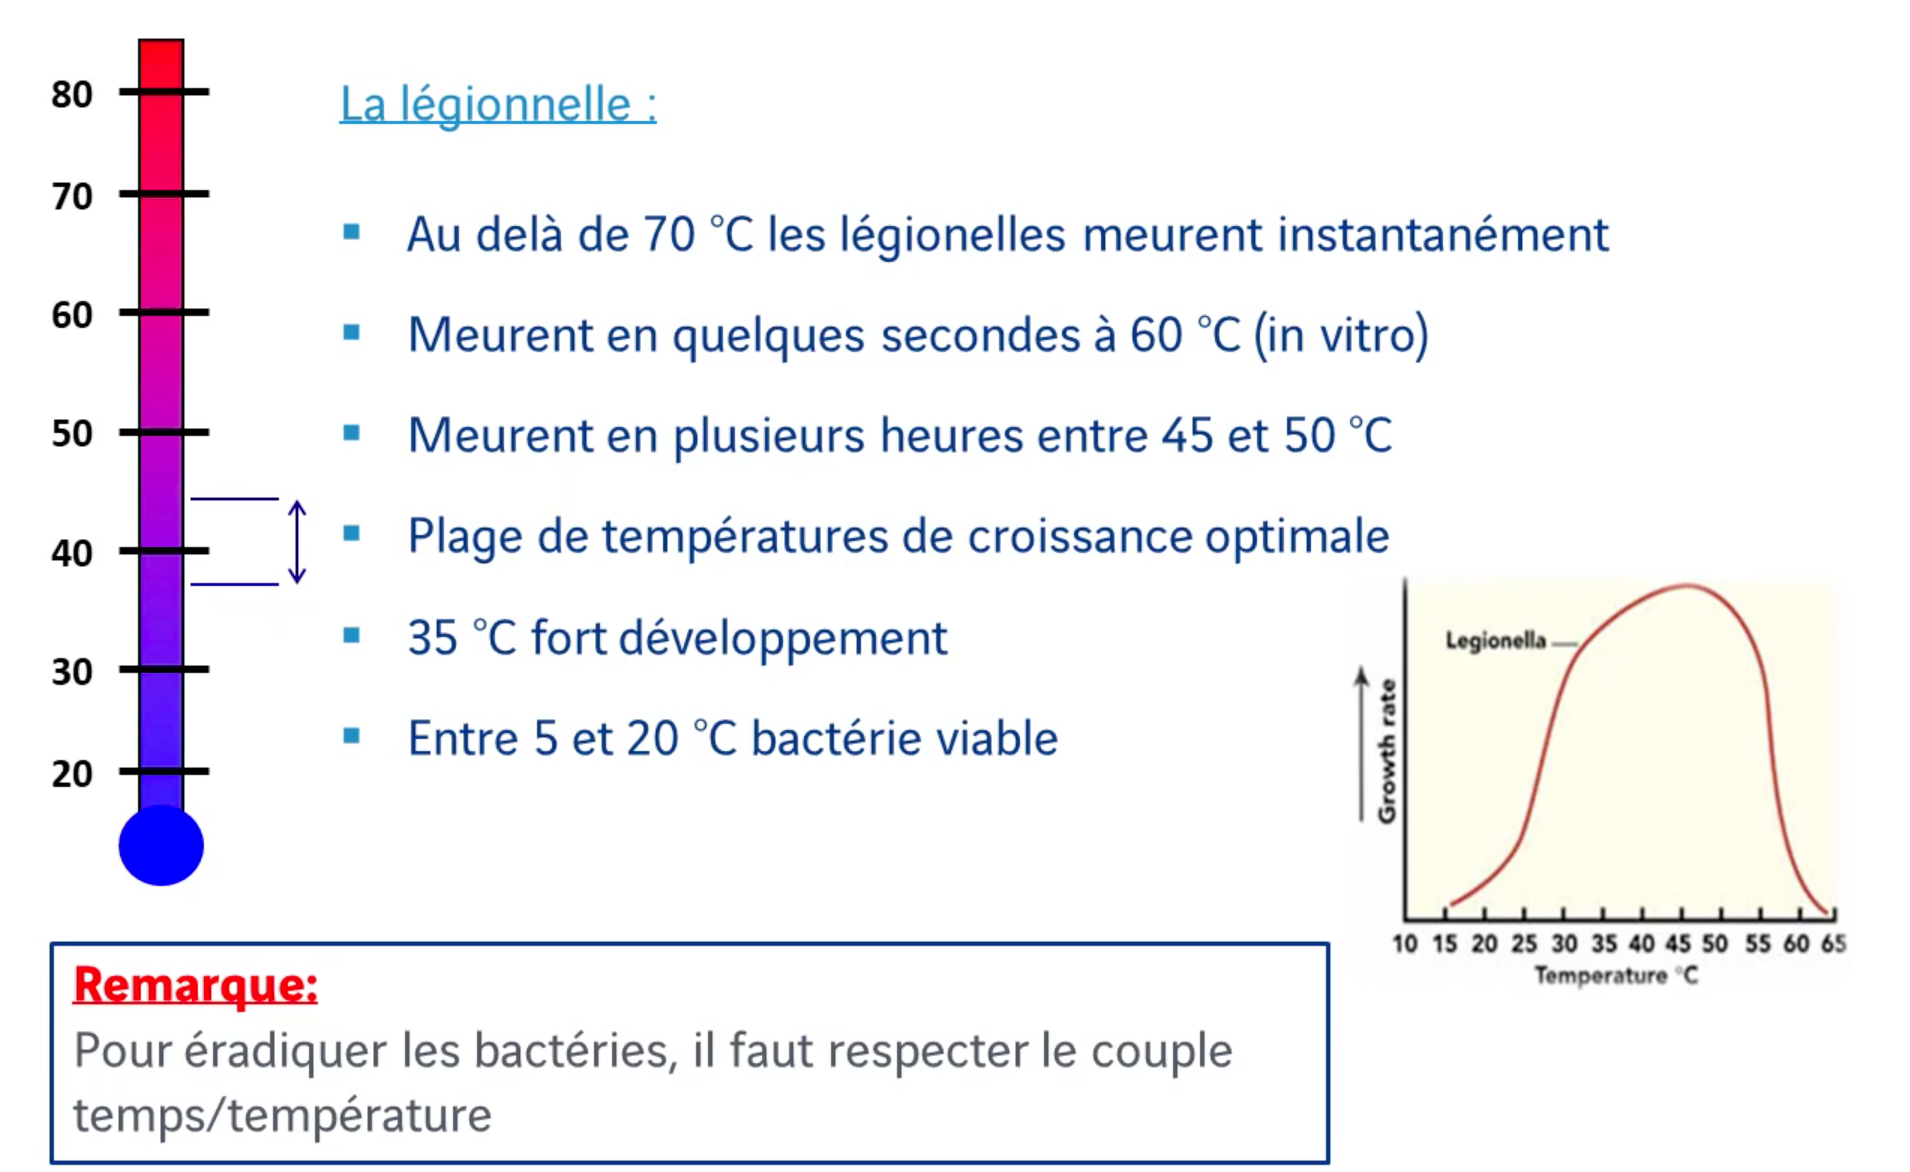 La légionnelle :
80
70
60
50
40
30
20
Au delà de 70 °C les légionelles meurent instantanément
Meurent en quelques secondes à 60 °C (in vitro)
Meurent en plusieurs heures entre 45 et 50 °C
Plage de températures de croissance optimale
35 °C fort développement
Entre 5 et 20 °C bactérie viable
Legionella
Growth rate
10 15 20 25 30 35 40 45 50 55 60 65
Temperature °C
Remarque:
Pour éradiquer les bactéries, il faut respecter le couple
temps/température